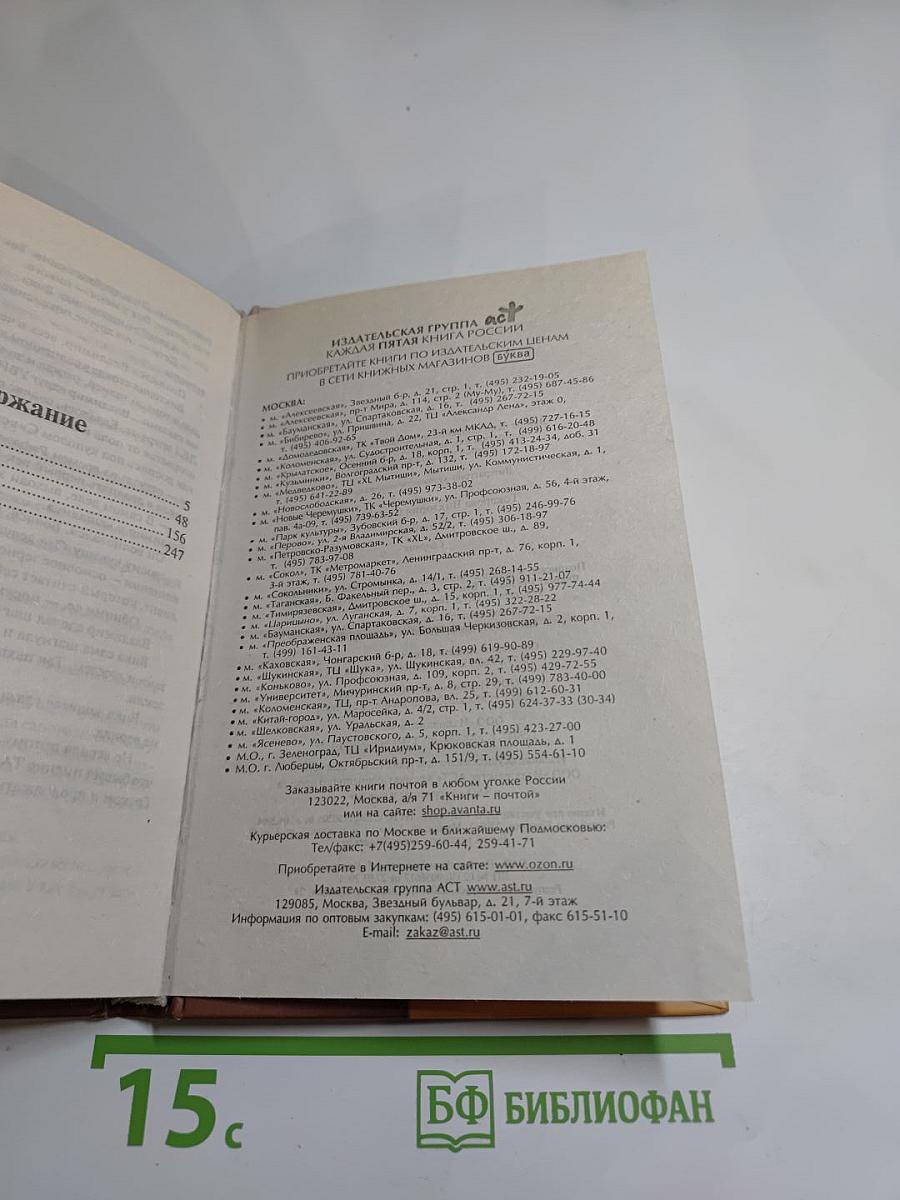 ржание
5
48
156
247
ИЗДАТЕЛЬСКАЯ ГРУППА аст
КАЖДАЯ ПЯТАЯ КНИГА РОССИИ
ПРИОБРЕТАЙТЕ КНИГИ ПО ИЗДАТЕЛЬСКИМ ЦЕНАМ
В СЕТИ КНИЖНЫХ МАГАЗИНОВ буква
МОСКВА:
• м. «Алексеевская», Звездный б-р, д. 21, стр. 1, т. (495) 232-19-05
• м. «Алексеевская», пр-т Мира, д. 114, стр. 2 (Му-Му), т. (495) 687-45-86
• м. «Бауманская», ул. Спартаковская, д. 16, т. (495) 267-72-15
• м. «Бибирево», ул. Пришвина, д. 22, ТЦ «Александр Ленд», этаж 0,
т. (495) 406-92-65
• м. «Домодедовская», ТК «Твой Дом», 23-й км МКАД, т. (495) 727-16-15
• м. «Коломенская», ул. Судостроительная, д. 1, стр. 1, т. (499) 616-20-48
• м. «Крылатское», Осенний б-р, д. 18, корп. 1, т. (495) 413-24-34, доб. 31
• м. «Кузьминки», Волгоградский пр-т, д. 132, т. (495) 172-18-97
• м. «Медведково», ТЦ «XL Мытищи», Мытищи, ул. Коммунистическая, д. 1,
т. (495) 641-22-89
• м. «Новослободская», д. 26, т. (495) 973-38-02
• м. «Новые Черемушки», ТК «Черемушки», ул. Профсоюзная, д. 56, 4-й этаж,
пав. 4а-09, т. (495) 739-63-52
• м. «Парк культуры», Зубовский б-р, д. 17, стр. 1, т. (495) 246-99-76
• м. «Перово», ул. 2-я Владимирская, д. 52/2, т. (495) 306-18-97
• м. «Петровско-Разумовская», ТК «XL», Дмитровское ш., д. 89,
т. (495) 783-97-08
• м. «Сокол», ТК «Метромаркет», Ленинградский пр-т, д. 76, корп. 1,
3-й этаж, т. (495) 781-40-76
• м. «Сокольники», ул. Стромынка, д. 14/1, т. (495) 268-14-55
• м. «Таганская», Б. Факельный пер., д. 3, стр. 2, т. (495) 911-21-07
• м. «Тимирязевская», Дмитровское ш., д. 15, корп. 1, т. (495) 977-74-44
• м. «Царицыно», ул. Луганская, д. 7, корп. 1, т. (495) 322-28-22
• м. «Бауманская», ул. Спартаковская, д. 16, т. (495) 267-72-15
• м. «Преображенская площадь», ул. Большая Черкизовская, д. 2, корп. 1,
т. (499) 161-43-11
• м. «Каховская», Чонгарский б-р, д. 18, т. (499) 619-90-89
• м. «Щукинская», ТЦ «Щука», ул. Щукинская, вл. 42, т. (495) 229-97-40
• м. «Коньково», ул. Профсоюзная, д. 109, корп. 2, т. (495) 429-72-55
• м. «Университет», Мичуринский пр-т, д. 8, стр. 29, т. (499) 783-40-00
• м. «Коломенская», ТЦ, пр-т Андропова, вл. 25, т. (499) 612-60-31
• м. «Китай-город», ул. Маросейка, д. 4/2, стр. 1, т. (495) 624-37-33 (30-34)
• м. «Щелковская», ул. Уральская, д. 2
• м. «Ясенево», ул. Паустовского, д. 5, корп. 1, т. (495) 423-27-00
• М.О., г. Зеленоград, ТЦ «Иридиум», Крюковская площадь, д. 1
• М.О. г. Люберцы, Октябрьский пр-т, д. 151/9, т. (495) 554-61-10
Заказывайте книги почтой в любом уголке России
123022, Москва, а/я 71 «Книги – почтой»
или на сайте: shop.avanta.ru
Курьерская доставка по Москве и ближайшему Подмосковью:
Тел/факс: +7(495)259-60-44, 259-41-71
Приобретайте в Интернете на сайте: www.ozon.ru
Издательская группа АСТ www.ast.ru
129085, Москва, Звездный бульвар, д. 21, 7-й этаж
Информация по оптовым закупкам: (495) 615-01-01, факс 615-51-10
E-mail: zakaz@ast.ru
15 с
БФ БИБЛИОФАН